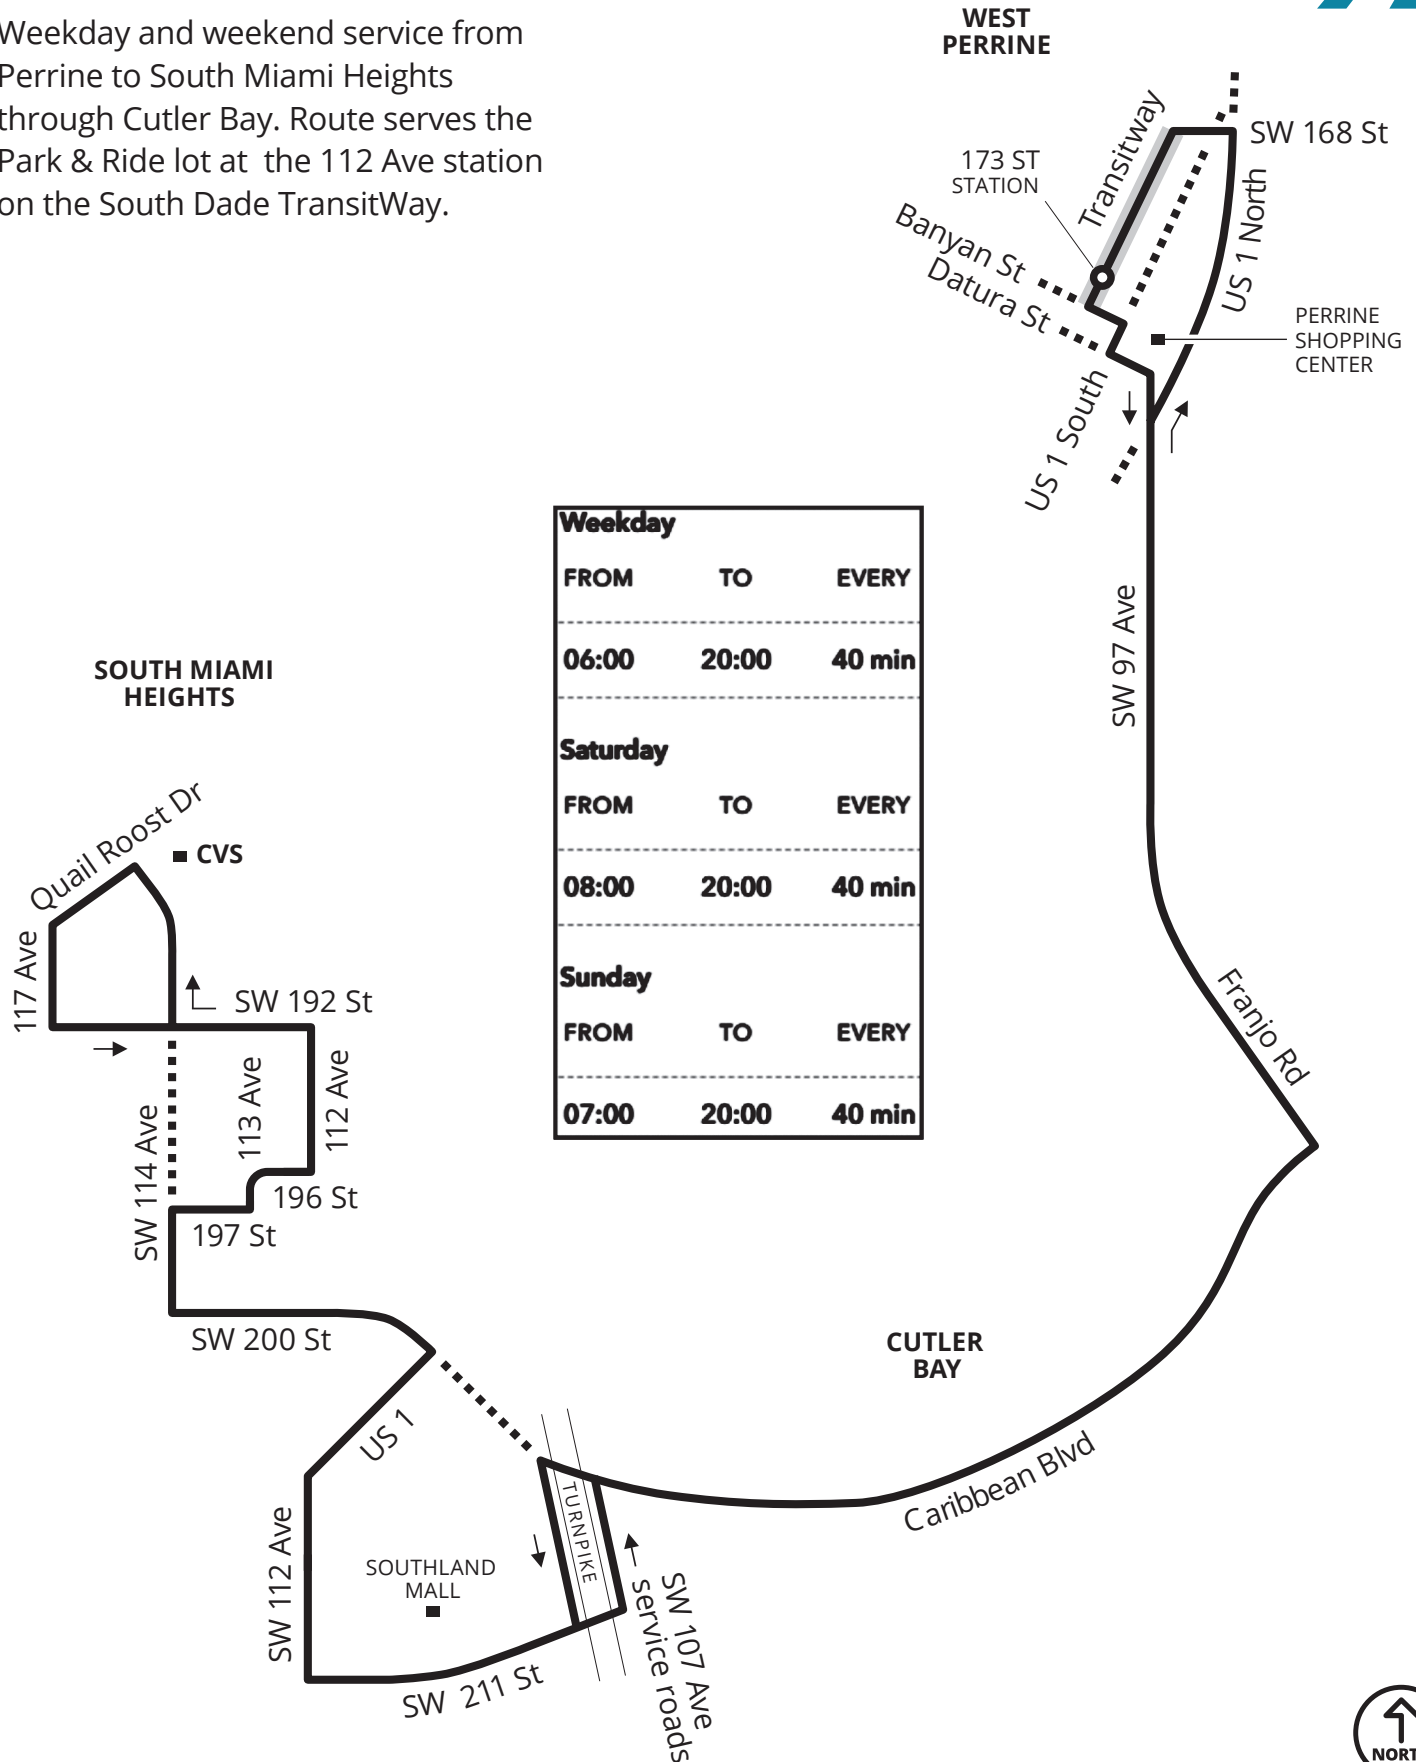 Weekday and weekend service from
Perrine to South Miami Heights
through Cutler Bay. Route serves the
Park & Ride lot at the 112 Ave station
on the South Dade TransitWay.
WEST
PERRINE
SW 168 St
Transitway
173 ST
STATION
US 1 North
Banyan St
Datura St
PERRINE
SHOPPING
CENTER
US 1 South
SW 97 Ave
Weekday
FROM TO EVERY
06:00 20:00 40 min
Saturday
FROM TO EVERY
08:00 20:00 40 min
Sunday
FROM TO EVERY
07:00 20:00 40 min
SOUTH MIAMI
HEIGHTS
Quail Roost Dr
CVS
117 Ave
SW 192 St
113 Ave
112 Ave
SW 114 Ave
196 St
197 St
SW 200 St
Franjo Rd
CUTLER
BAY
US 1
Caribbean Blvd
TURNPIKE
SW 112 Ave
SOUTHLAND
MALL
SW 107 Ave
service roads
SW 211 St
NORT